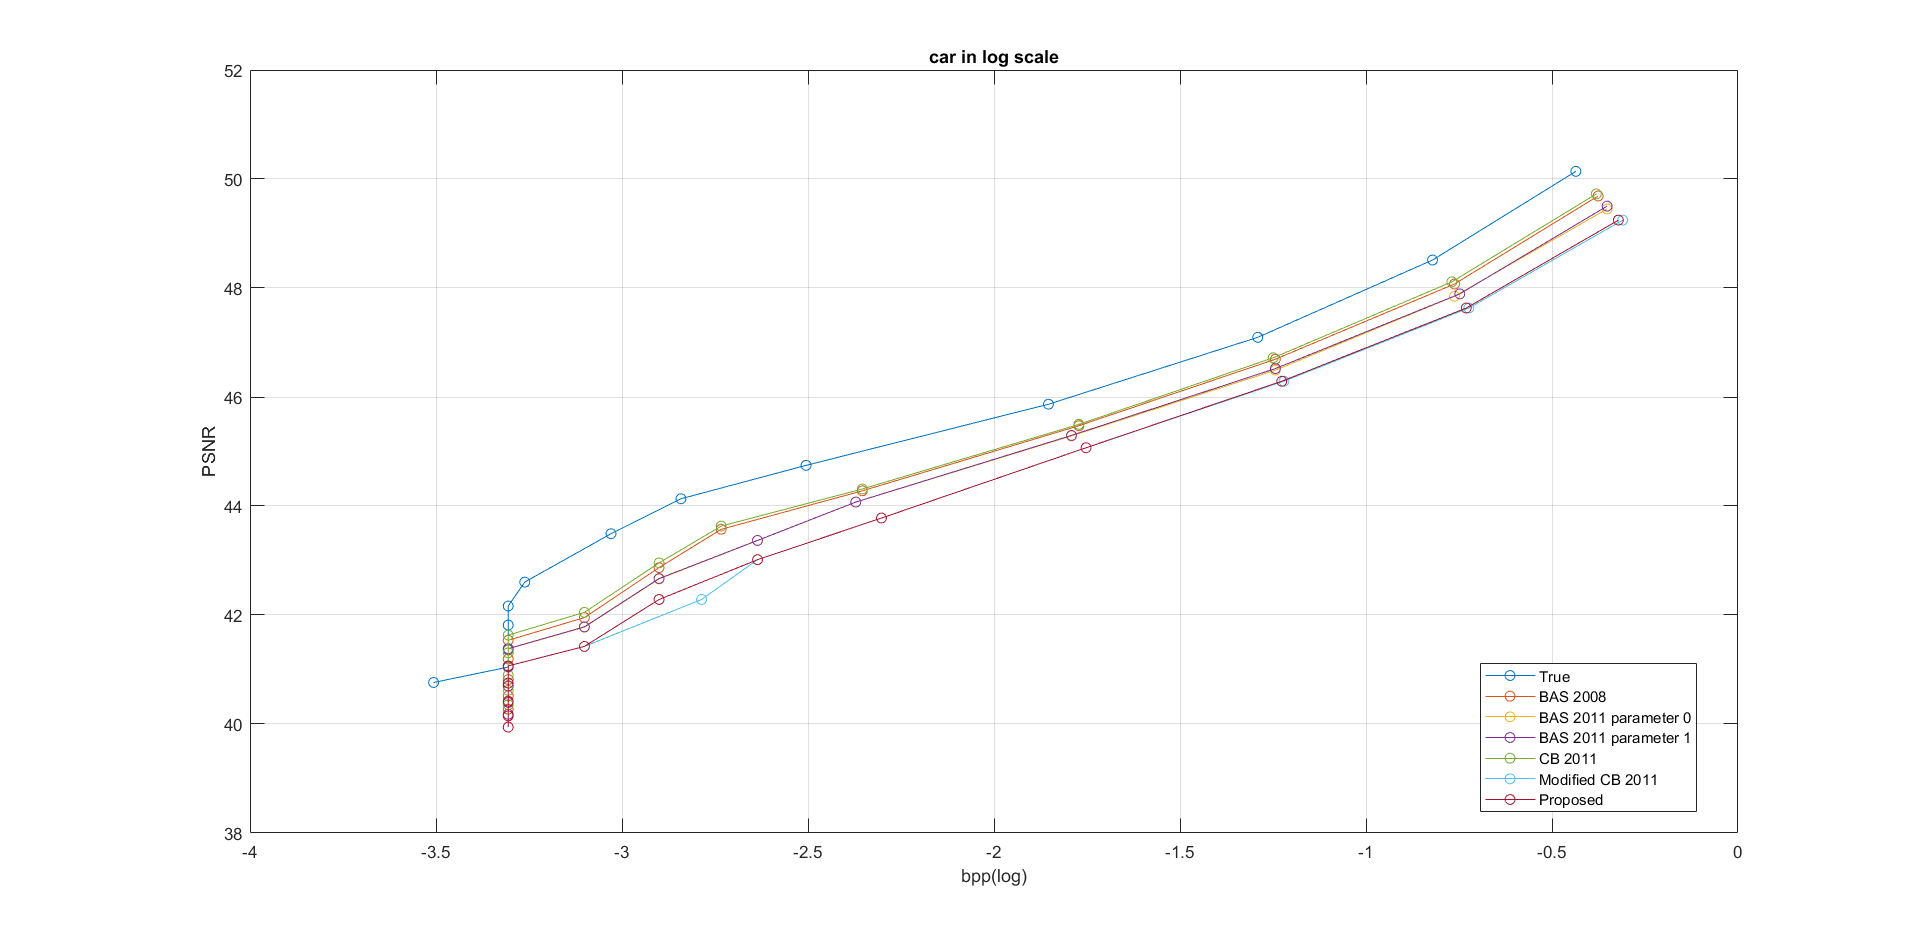 car in log scale
52
50
48
46
44
42
40
38
PSNR
-4
-3.5
-3
-2.5
-2
-1.5
-1
-0.5
0
bpp(log)
True
BAS 2008
BAS 2011 parameter 0
BAS 2011 parameter 1
CB 2011
Modified CB 2011
Proposed